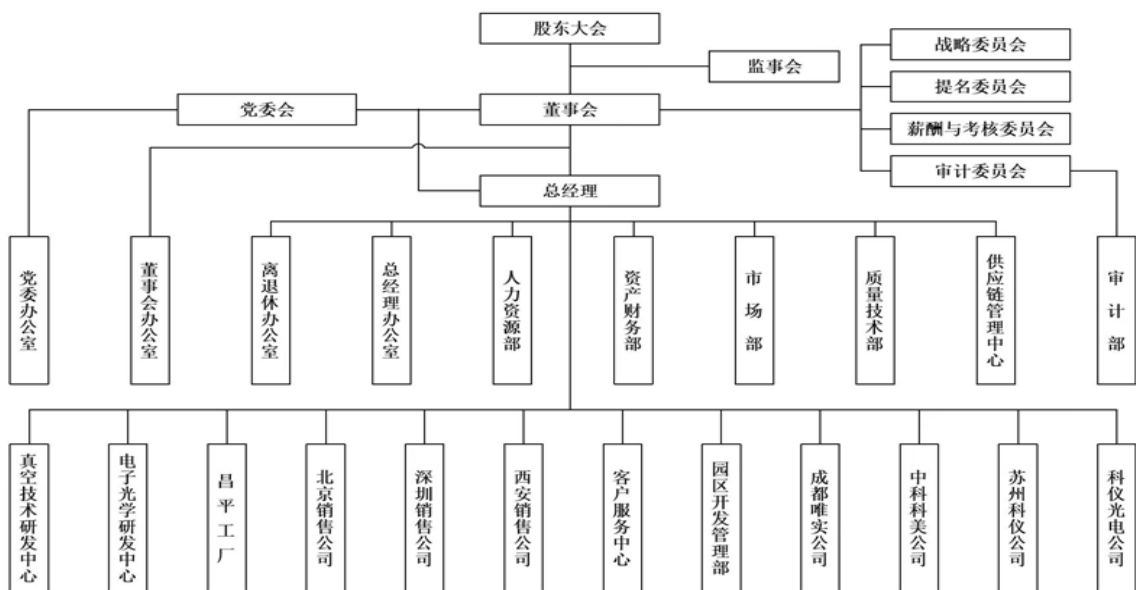 股东大会
战略委员会
监事会
提名委员会
党委会
董事会
薪酬与考核委员会
审计委员会
总经理
党委办公室
董事会办公室
离退休办公室
总经理办公室
人力资源部
资产财务部
市场部
质量技术部
供应链管理中心
审计部
真空技术研发中心
电子光学研发中心
昌平工厂
北京销售公司
深圳销售公司
西安销售公司
客户服务中心
园区开发管理部
成都唯实公司
中科科美公司
苏州科仪公司
科仪光电公司